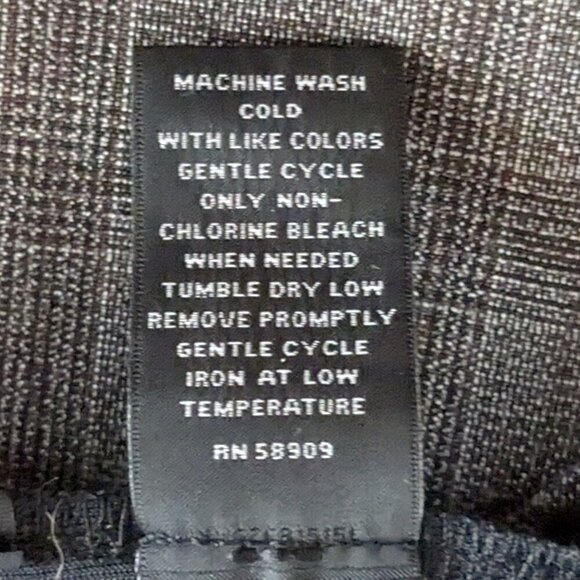 MACHINE WASH
COLD
WITH LIKE COLORS
GENTLE CYCLE
ONLY NON-
CHLORINE BLEACH
WHEN NEEDED
TUMBLE DRY LOW
REMOVE PROMPTLY
GENTLE CYCLE
IRON AT LOW
TEMPERATURE
RN 58909